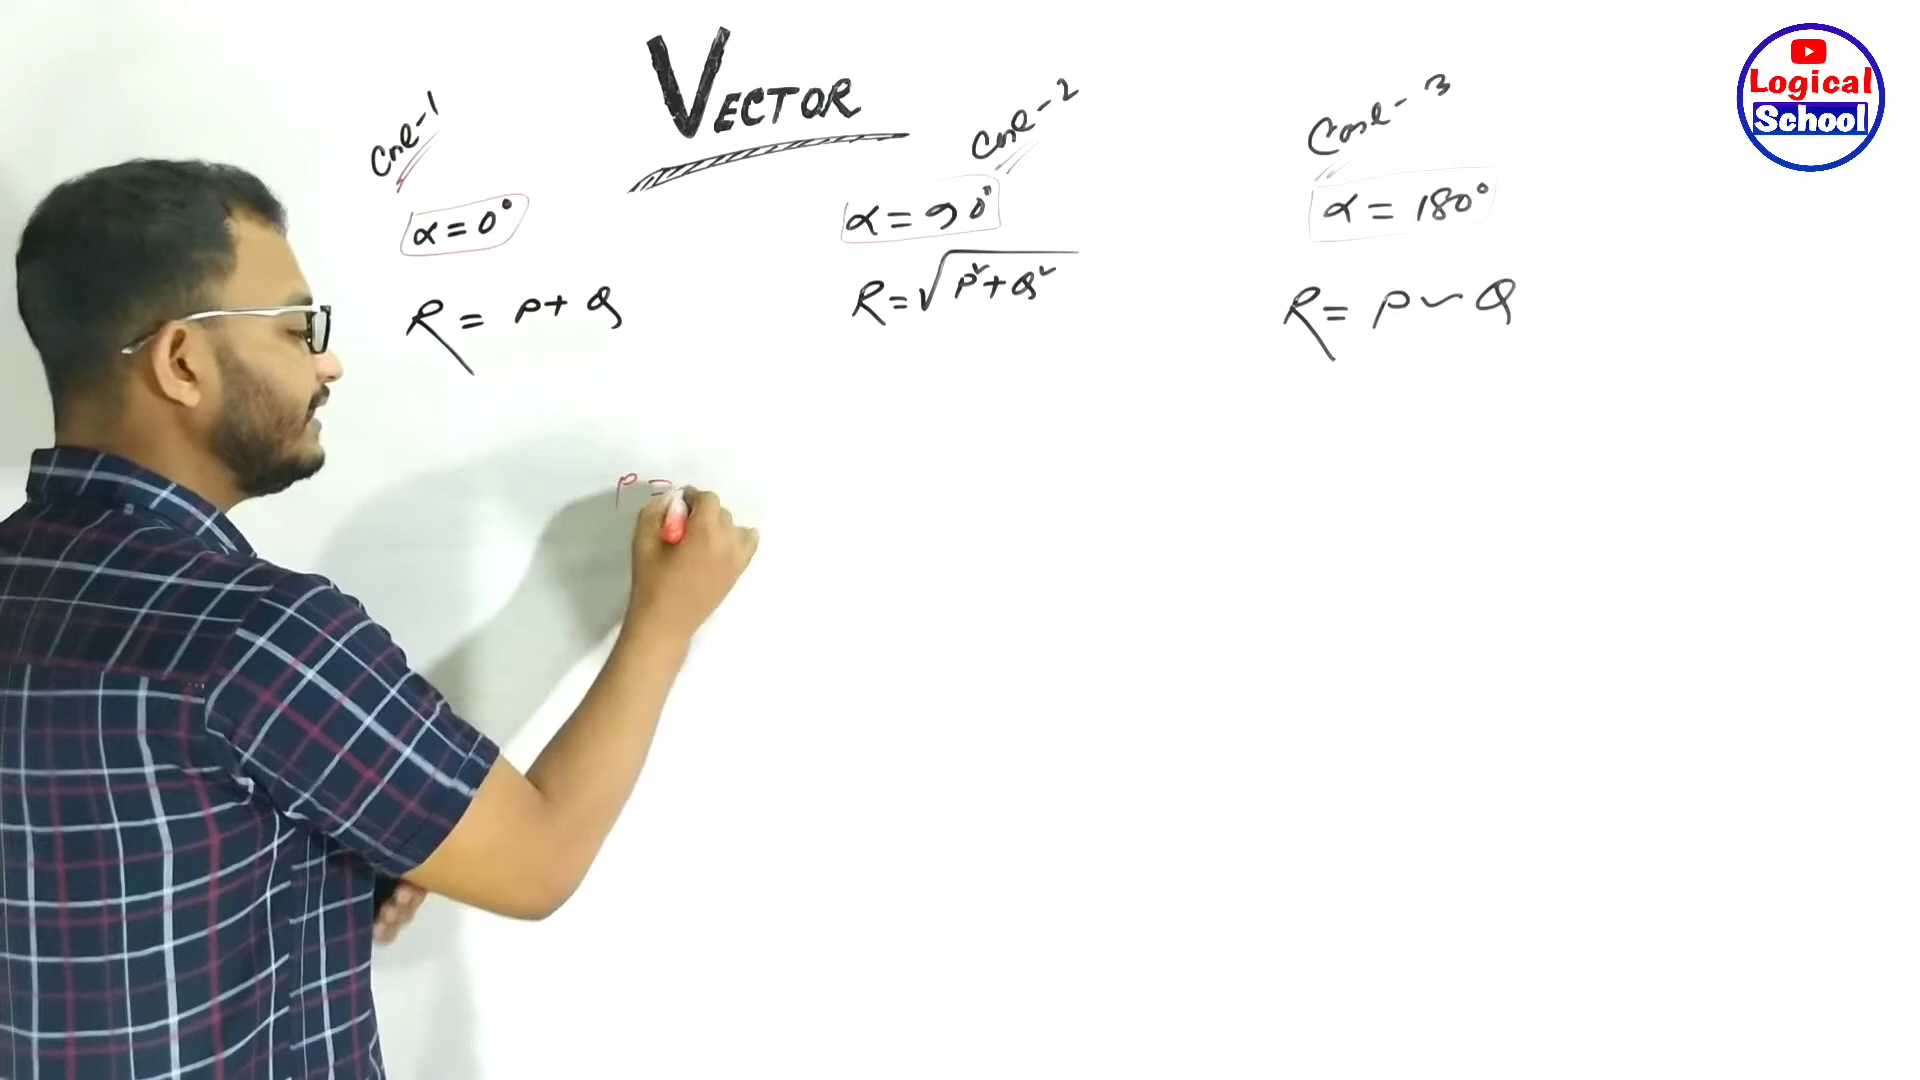 VECTOR
Case-1
α = 0°
R = P + Q
Case-2
α = 90°
R = √P²+Q²
Case-3
α = 180°
R = P ~ Q
P =
Logical
School